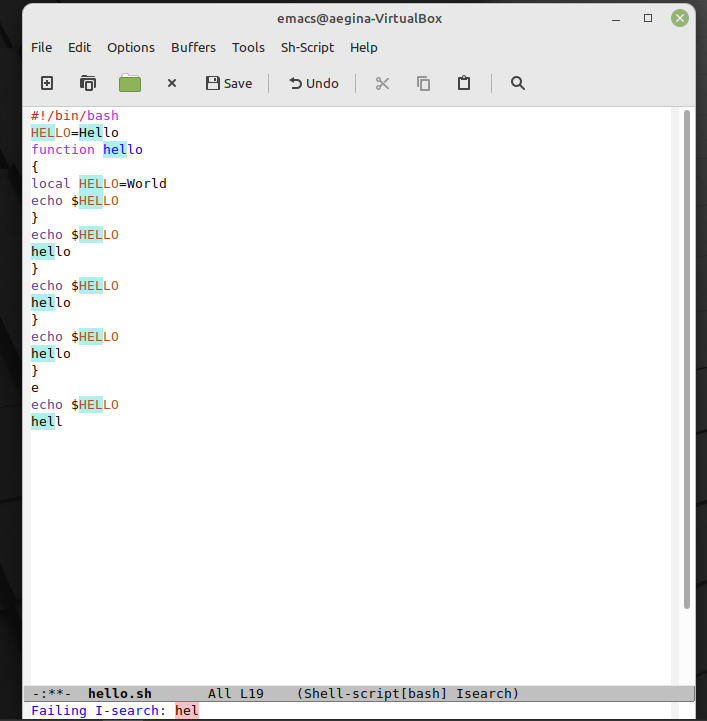 emacs@aegina-VirtualBox
File Edit Options Buffers Tools Sh-Script Help
Save Undo
#!/bin/bash
HELLO=Hello
function hello
{
local HELLO=World
echo $HELLO
}
echo $HELLO
hello
}
echo $HELLO
hello
}
echo $HELLO
hello
}
e
echo $HELLO
hell
-:**- hello.sh All L19 (Shell-script[bash] Isearch)
Failing I-search: hel